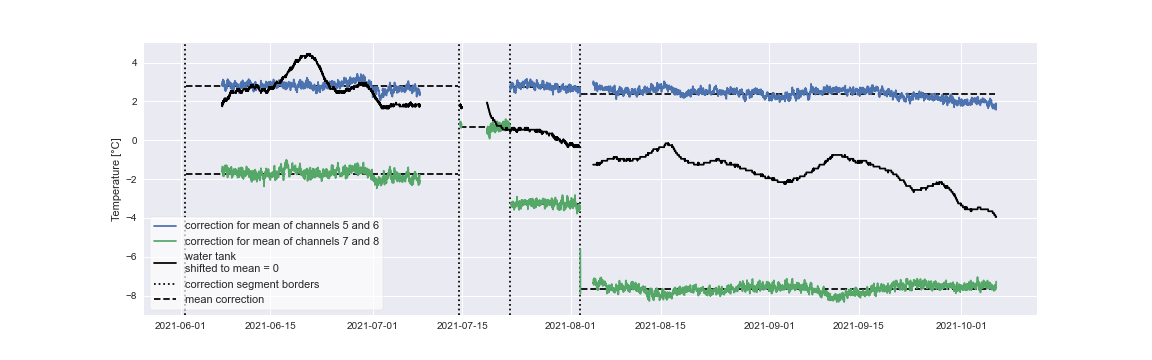 Temperature [°C]
4
2
0
−2
−4
−6
−8
correction for mean of channels 5 and 6
correction for mean of channels 7 and 8
water tank
shifted to mean = 0
correction segment borders
mean correction
2021-06-01 2021-06-15 2021-07-01 2021-07-15 2021-08-01 2021-08-15 2021-09-01 2021-09-15 2021-10-01